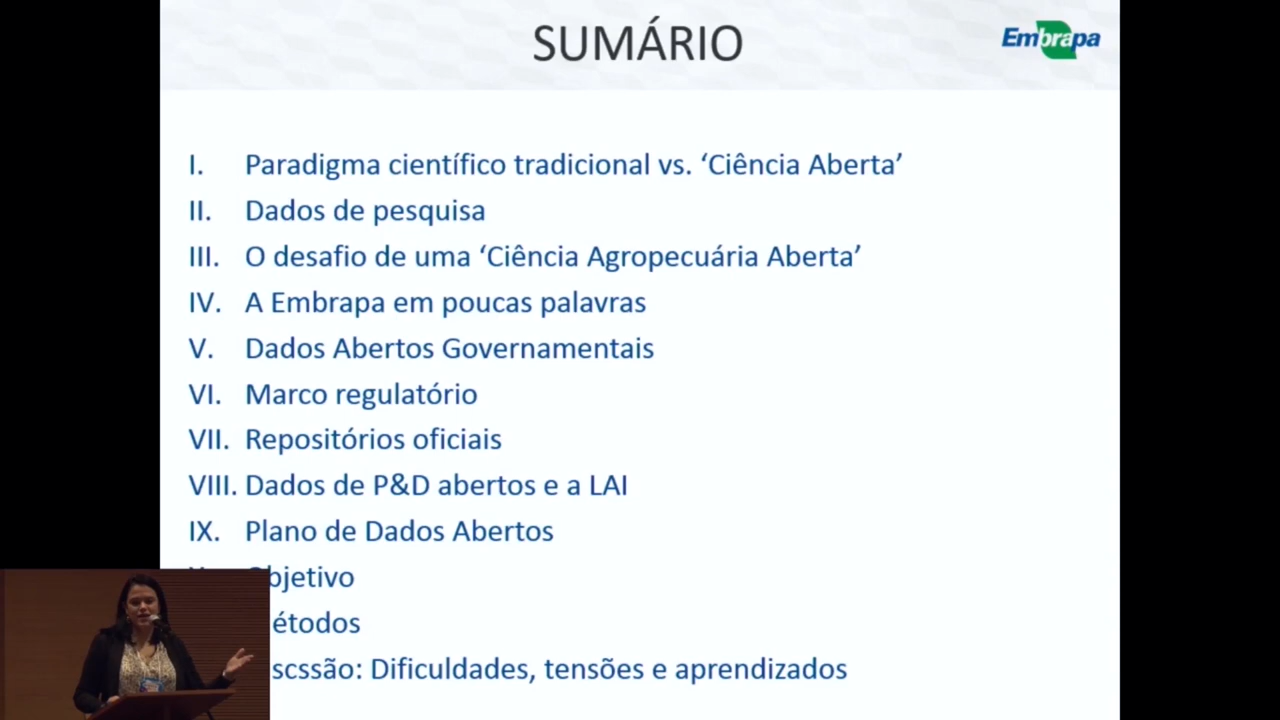 SUMÁRIO
Embrapa
I. Paradigma científico tradicional vs. ‘Ciência Aberta’
II. Dados de pesquisa
III. O desafio de uma ‘Ciência Agropecuária Aberta’
IV. A Embrapa em poucas palavras
V. Dados Abertos Governamentais
VI. Marco regulatório
VII. Repositórios oficiais
VIII. Dados de P&D abertos e a LAI
IX. Plano de Dados Abertos
bjetivo
étodos
scssão: Dificuldades, tensões e aprendizados